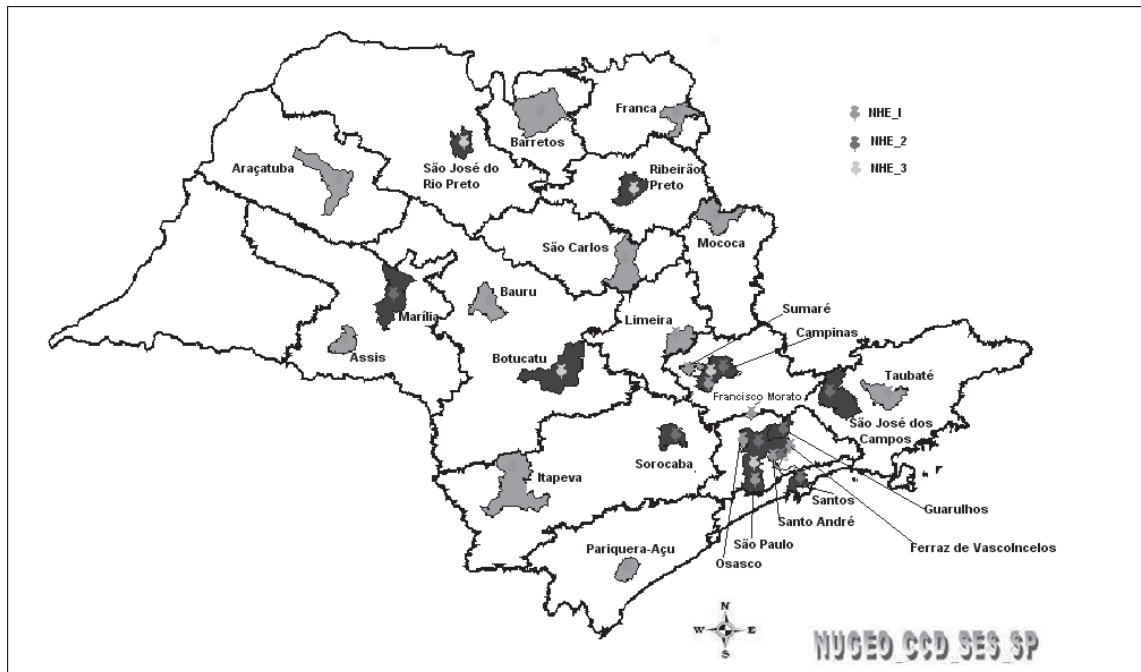 Franca
NHE_1
Barretos
NHE_2
São José do
Rio Preto
Ribeirão
Preto
NHE_3
Araçatuba
Mococa
São Carlos
Bauru
Sumaré
Marília
Limeira
Campinas
Assis
Botucatu
Taubaté
Francisco Morato
São José dos
Campos
Sorocaba
Itapeva
Santos
Guarulhos
Santo André
São Paulo
Ferraz de Vascolncelos
Pariquera-Açu
Osasco
N
W
E
S
NUGEO_CCD_SES_SP